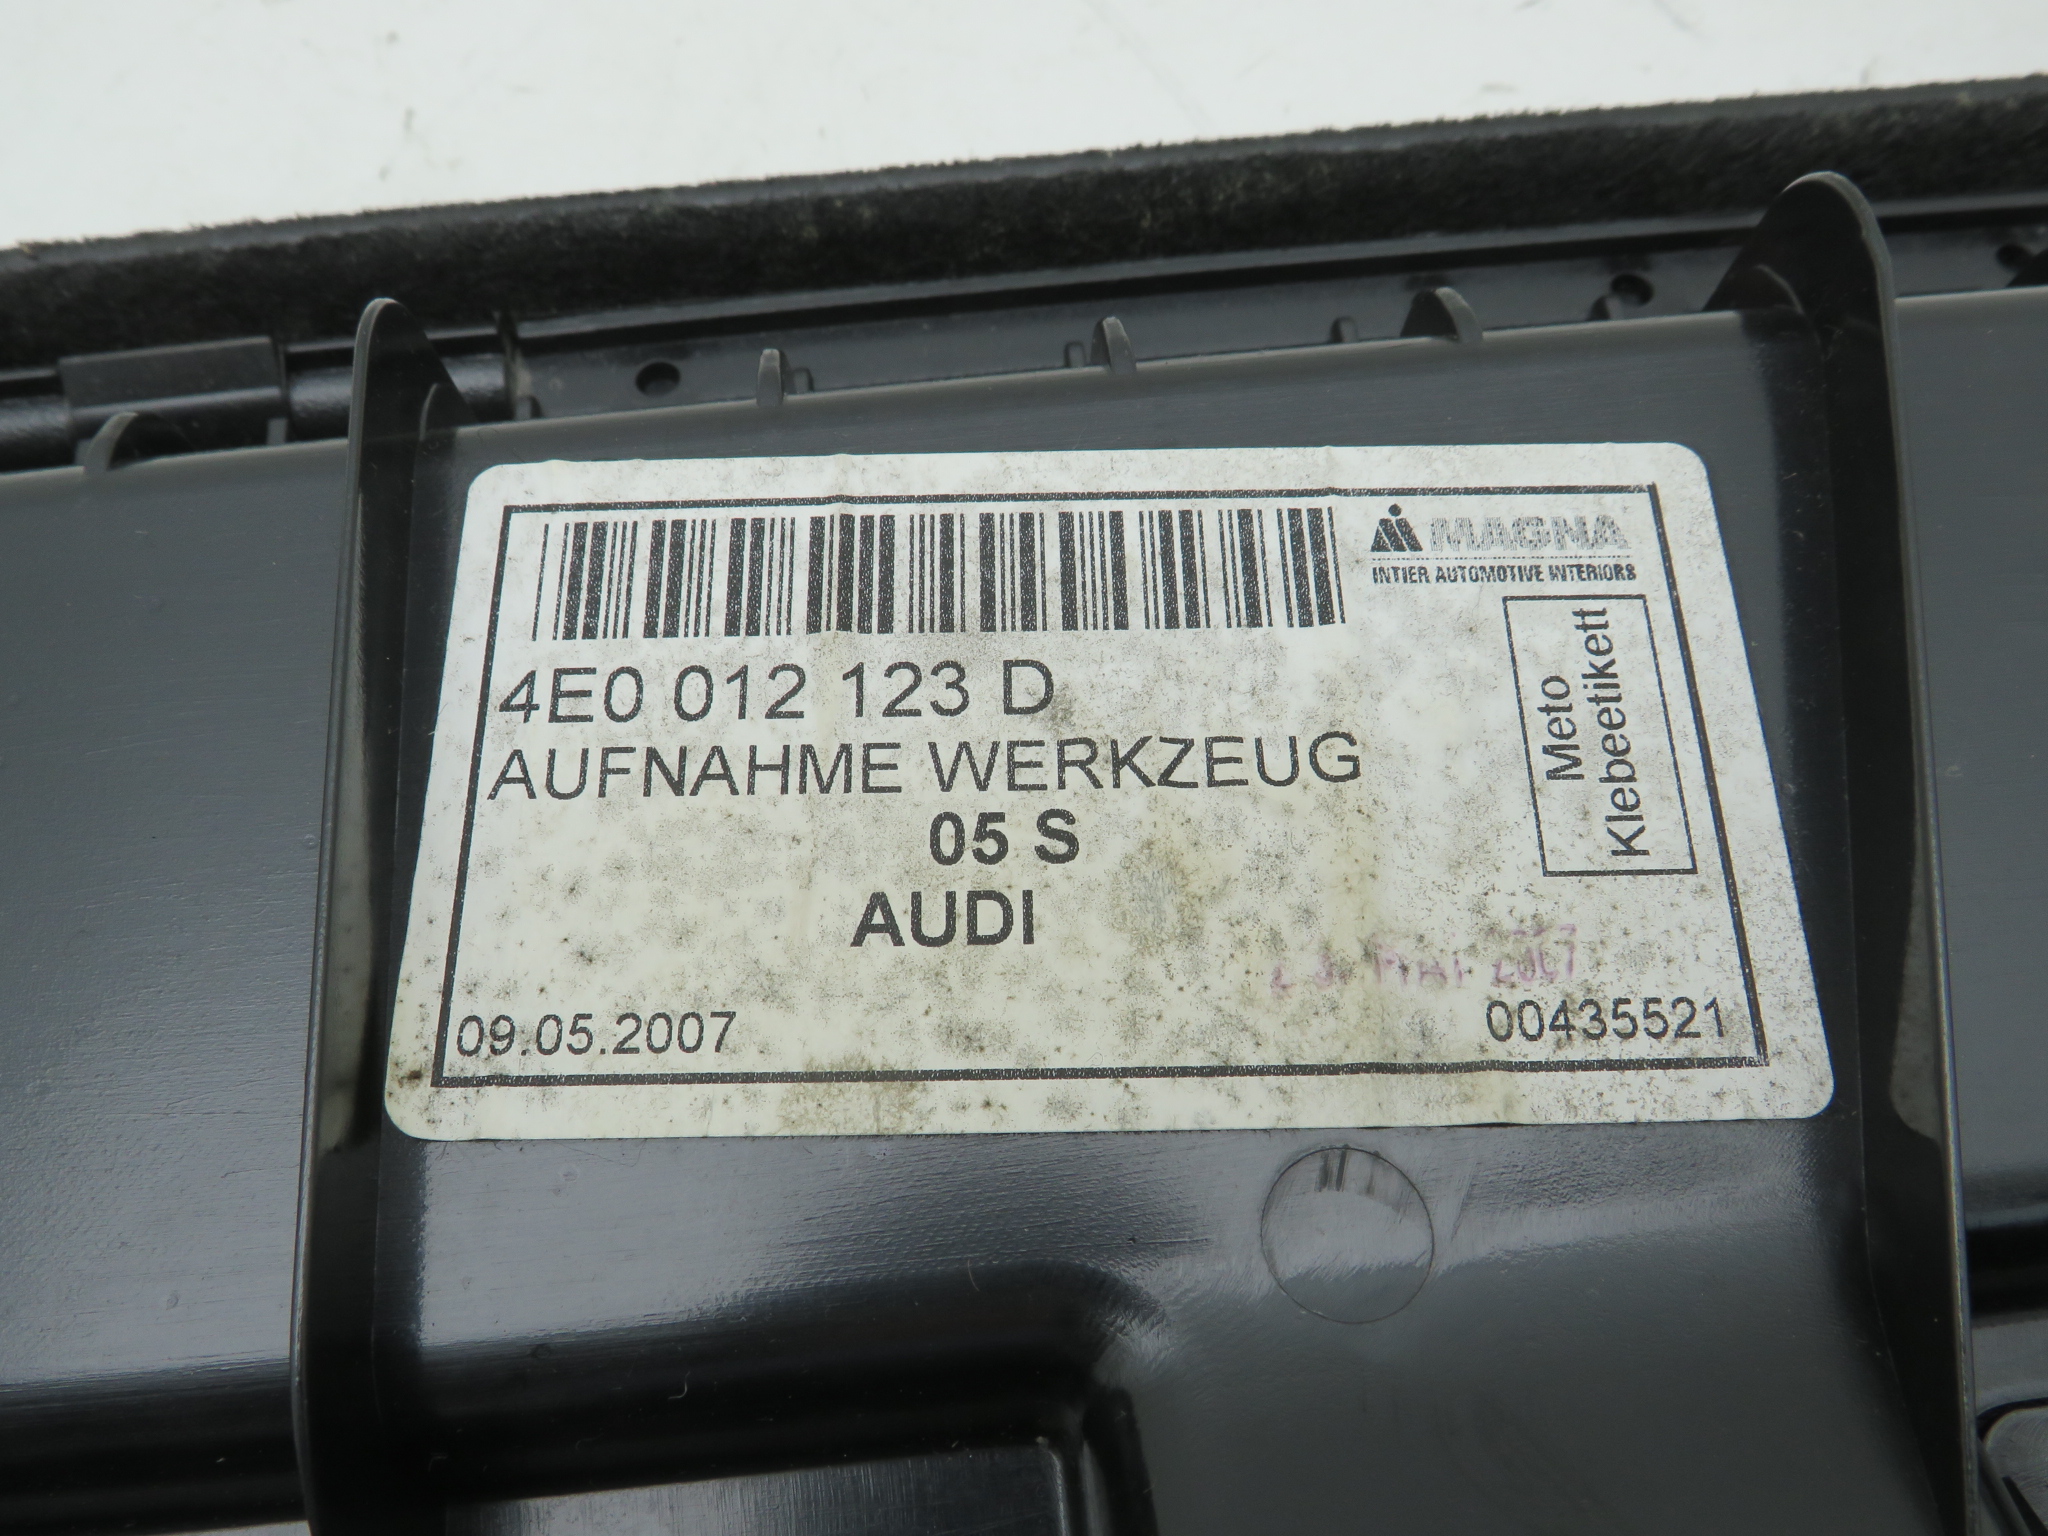 MAGNA
INTIER AUTOMOTIVE INTERIORS
4E0 012 123 D
AUFNAHME WERKZEUG
05 S
AUDI
Meto
Klebeetikett
09.05.2007
00435521